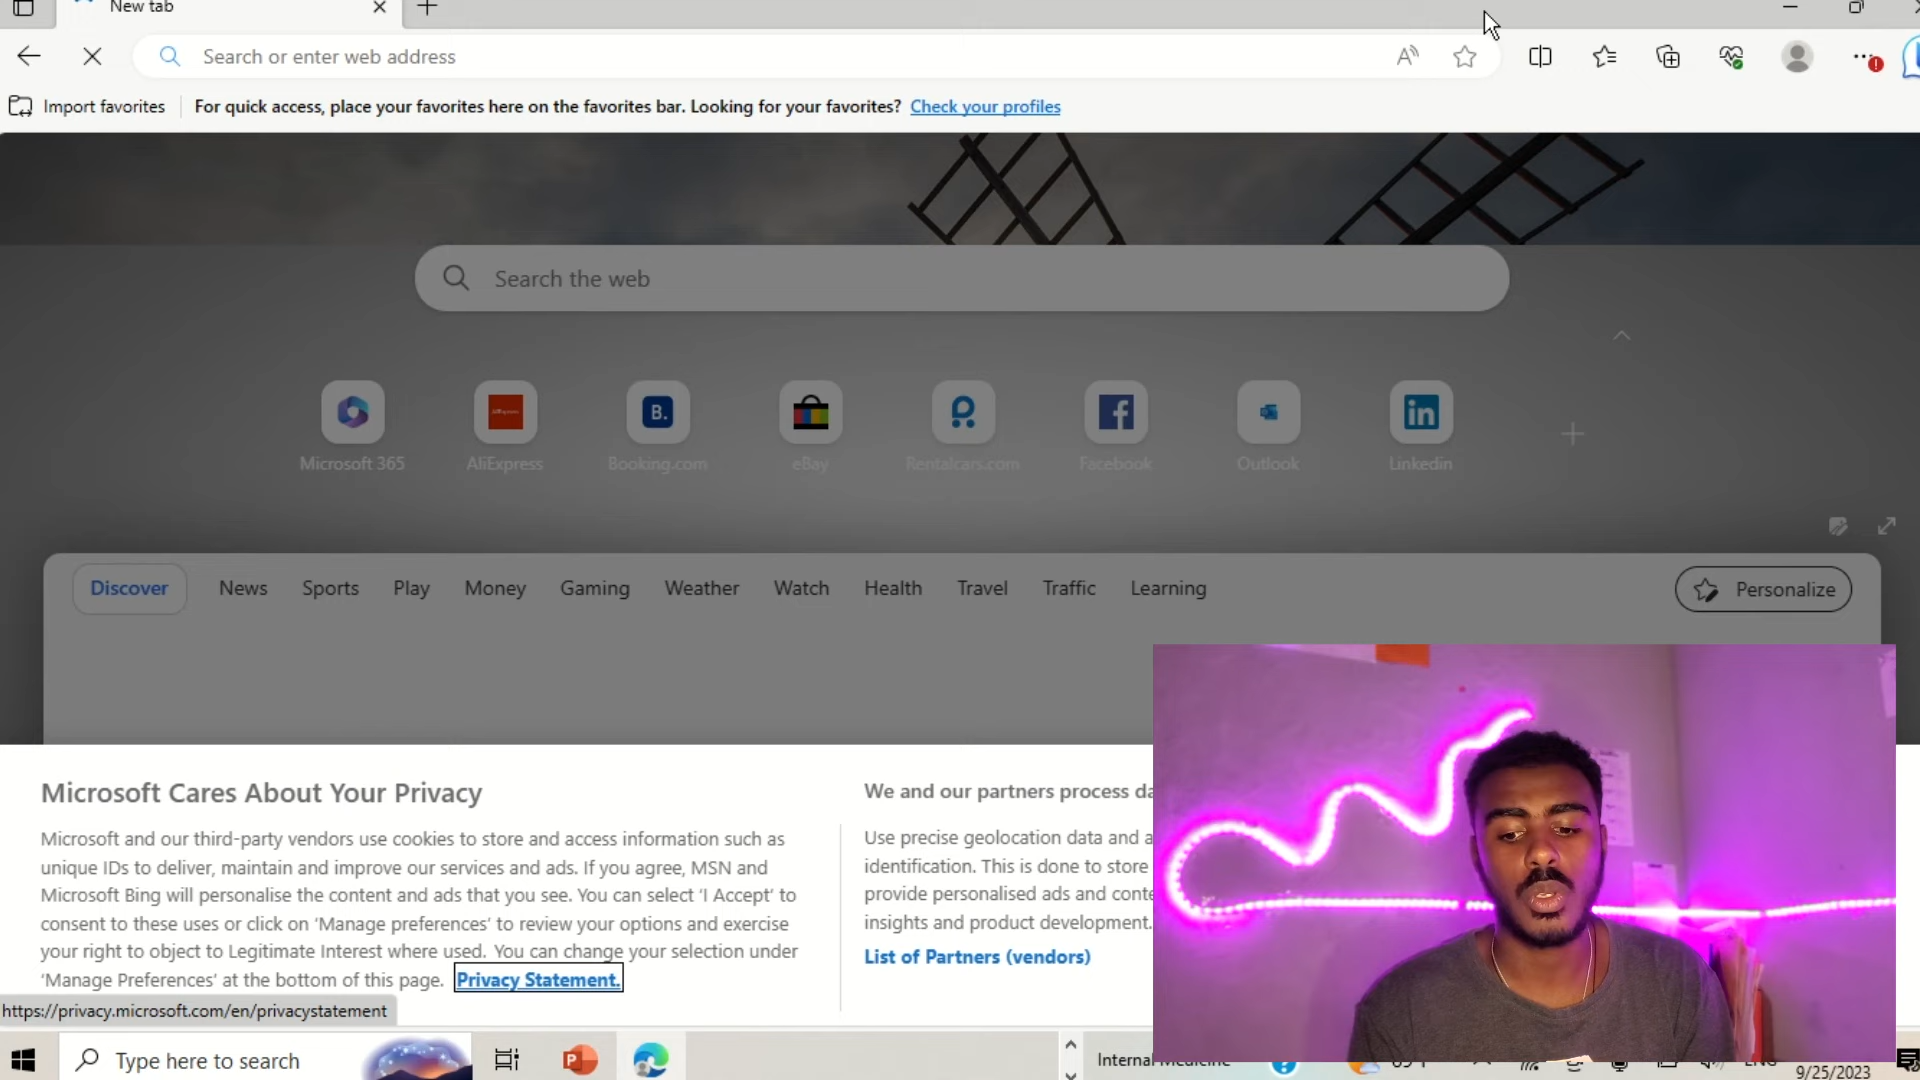 New tab
Search or enter web address
Import favorites
For quick access, place your favorites here on the favorites bar. Looking for your favorites? Check your profiles
Search the web
Microsoft 365
AliExpress
B.
Booking.com
eBay
Rentalcars.com
Facebook
Outlook
in
Linkedin
Discover
News
Sports
Play
Money
Gaming
Weather
Watch
Health
Travel
Traffic
Learning
Personalize
Microsoft Cares About Your Privacy
Microsoft and our third-party vendors use cookies to store and access information such as
unique IDs to deliver, maintain and improve our services and ads. If you agree, MSN and
Microsoft Bing will personalise the content and ads that you see. You can select 'I Accept' to
consent to these uses or click on 'Manage preferences' to review your options and exercise
your right to object to Legitimate Interest where used. You can change your selection under
'Manage Preferences' at the bottom of this page. Privacy Statement.
We and our partners process da
Use precise geolocation data and a
identification. This is done to store
provide personalised ads and conte
insights and product development.
List of Partners (vendors)
https://privacy.microsoft.com/en/privacystatement
Type here to search
Internal Medicine
9/25/2023